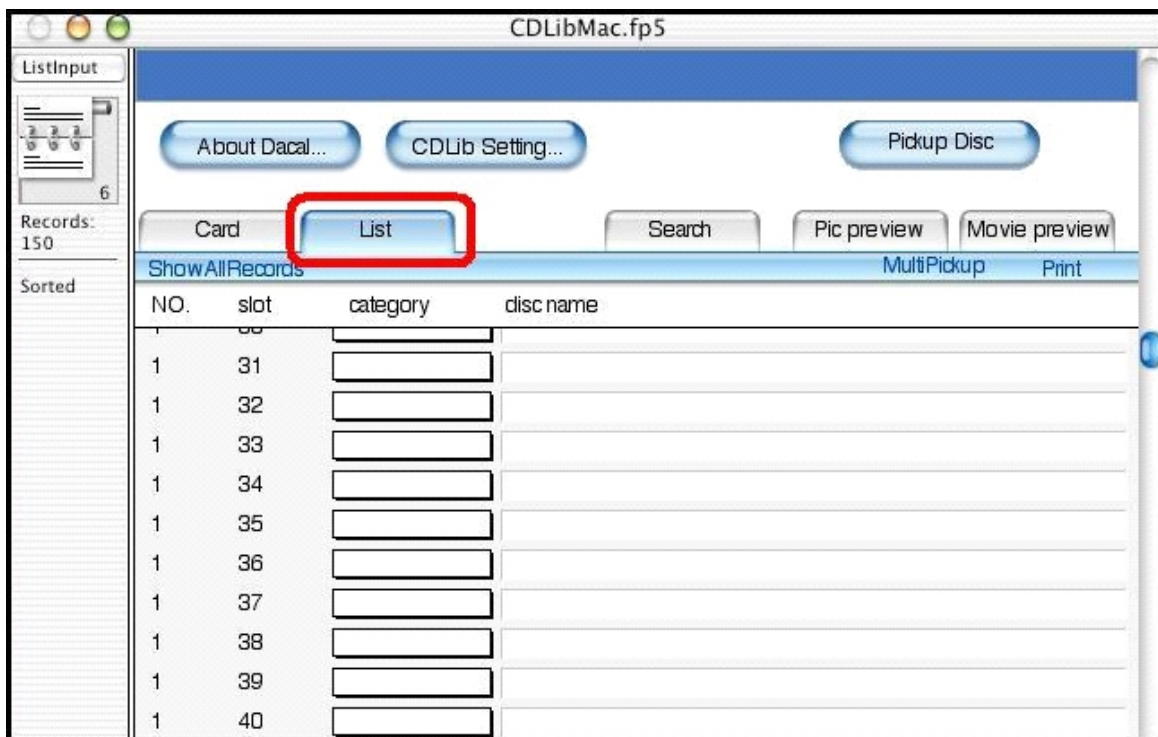 CDLibMac.fp5
ListInput
6
Records:
150
Sorted
About Dacal... CDLib Setting... Pickup Disc
Card List Search Pic preview Movie preview
ShowAllRecords MultiPickup Print
NO. slot category disc name
1 31
1 32
1 33
1 34
1 35
1 36
1 37
1 38
1 39
1 40